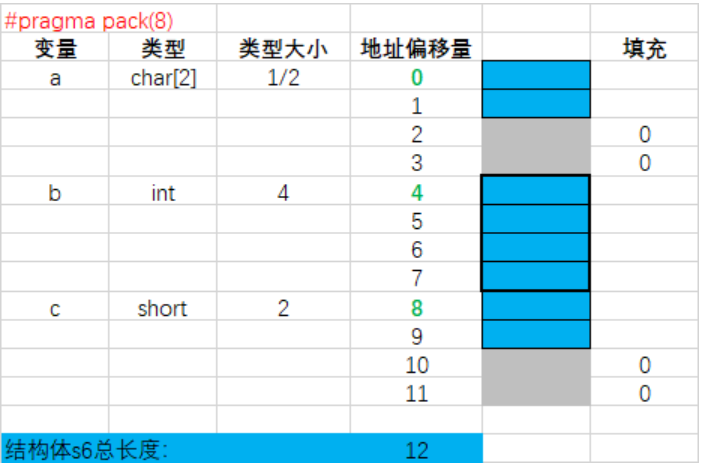 #pragma pack(8)
变量 类型 类型大小 地址偏移量 填充
a char[2] 1/2 0
1
2 0
3 0
b int 4 4
5
6
7
c short 2 8
9
10 0
11 0
结构体s6总长度: 12